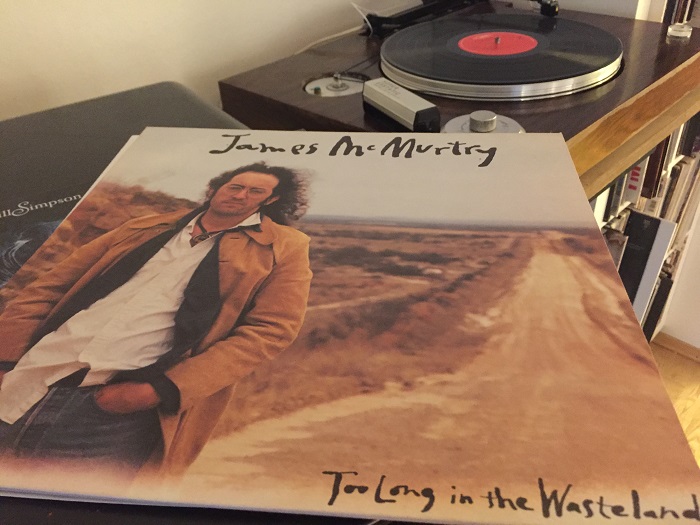 James McMurtry
ill Simpson
Too Long in the Wasteland